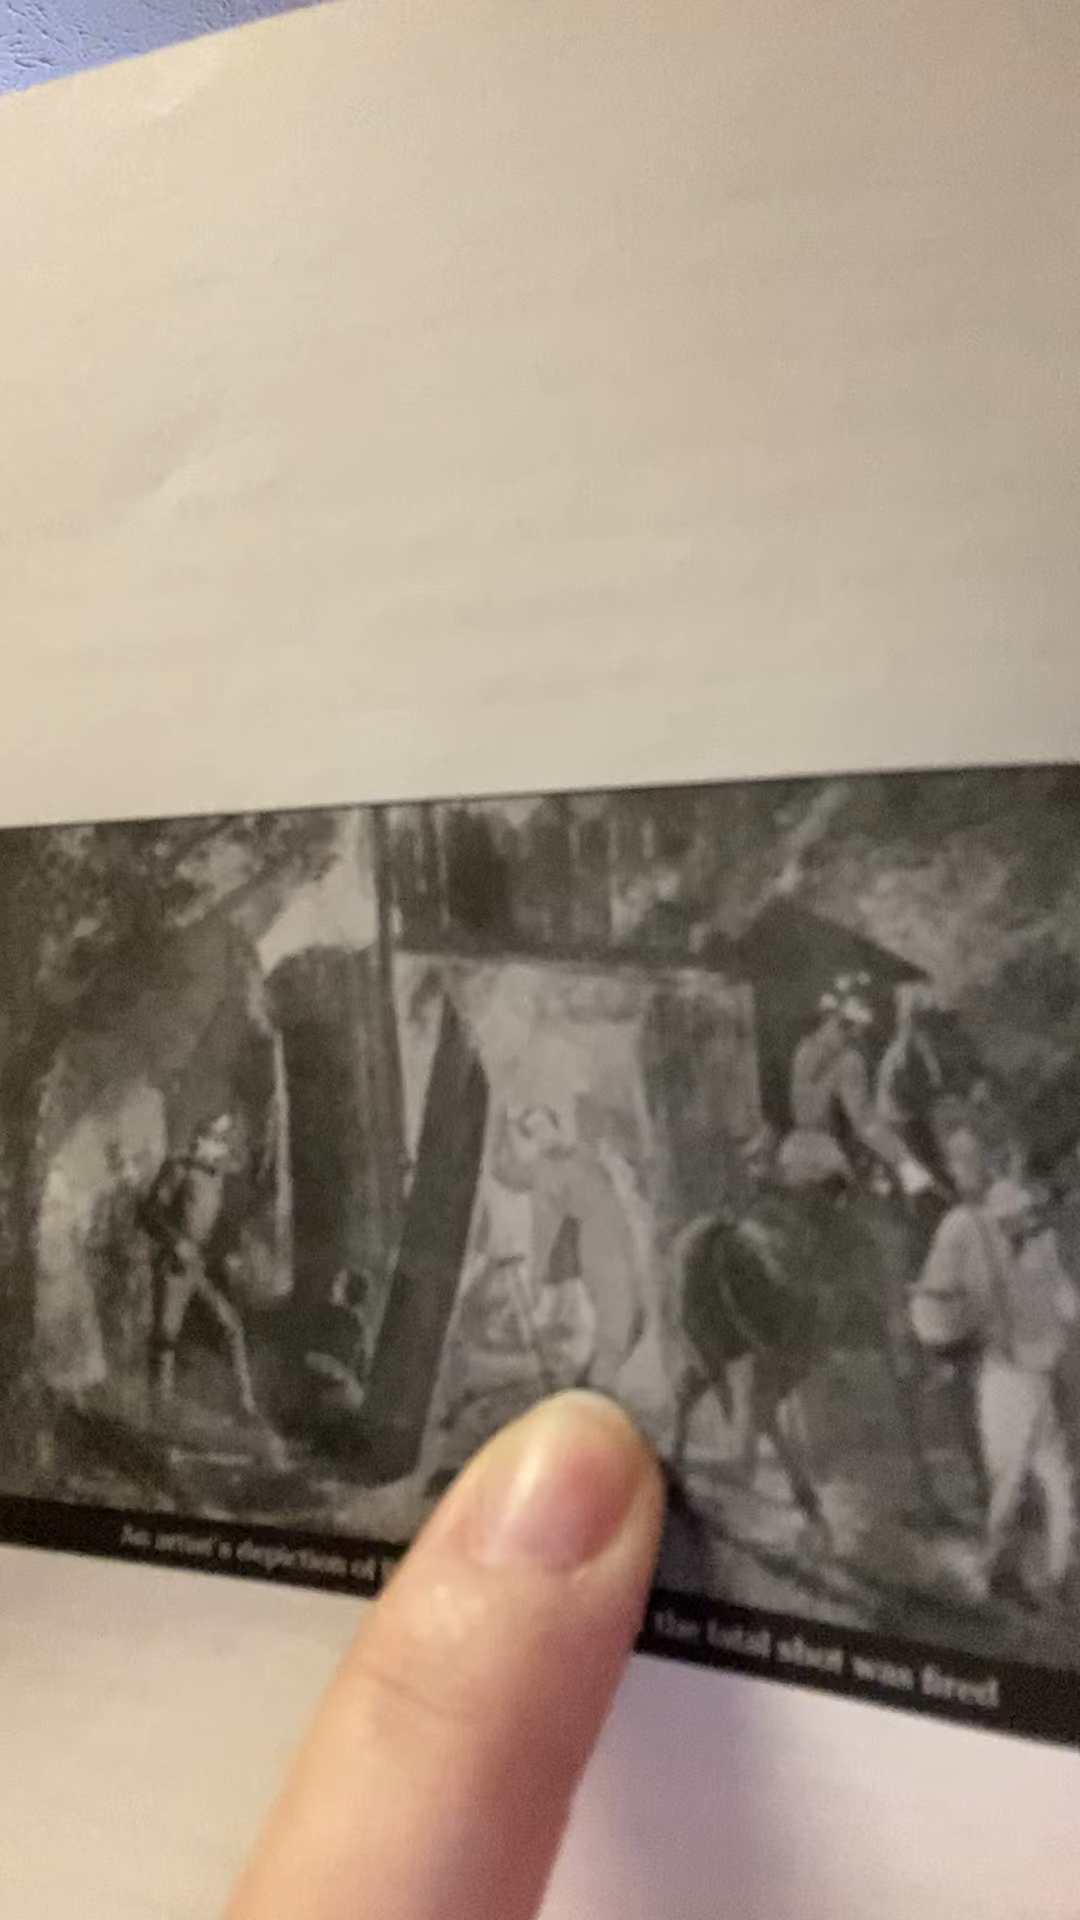 An artist's depiction of
the fatal shot was fired